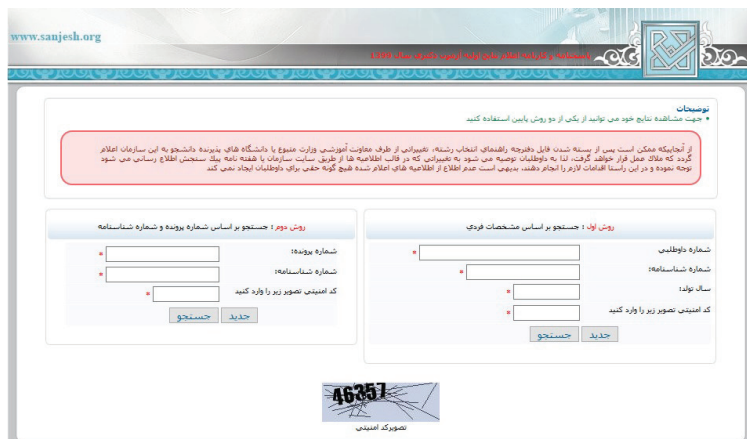 www.sanjesh.org
توضیحات
• جهت مشاهده نتایج خود می توانید از یکی از دو روش پایین استفاده کنید
از آنجاییکه ممکن است پس از بسته شدن فایل دفترچه راهنمای انتخاب رشته، تغییراتی از طرف معاونت آموزشی وزارت متبوع یا دانشگاه های پذیرنده دانشجو به این سازمان اعلام
گردد که ملاک عمل قرار خواهد گرفت، لذا به داوطلبان توصیه می شود به تغییراتی که در قالب اطلاعیه ها از طریق سایت سازمان یا هفته نامه پیک سنجش اطلاع رسانی می شود
توجه نموده و در این راستا اقدامات لازم را انجام دهند، بدیهی است عدم اطلاع از اطلاعیه های اعلام شده هیچ گونه حقی برای داوطلبان ایجاد نمی کند
روش اول : جستجو بر اساس مشخصات فردی
شماره داوطلبی *
شماره شناسنامه: *
سال تولد: *
کد امنیتی تصویر زیر را وارد کنید *
جدید جستجو
روش دوم : جستجو بر اساس شماره پرونده و شماره شناسنامه
شماره پرونده: *
شماره شناسنامه: *
کد امنیتی تصویر زیر را وارد کنید *
جدید جستجو
46357
تصویرکد امنیتی